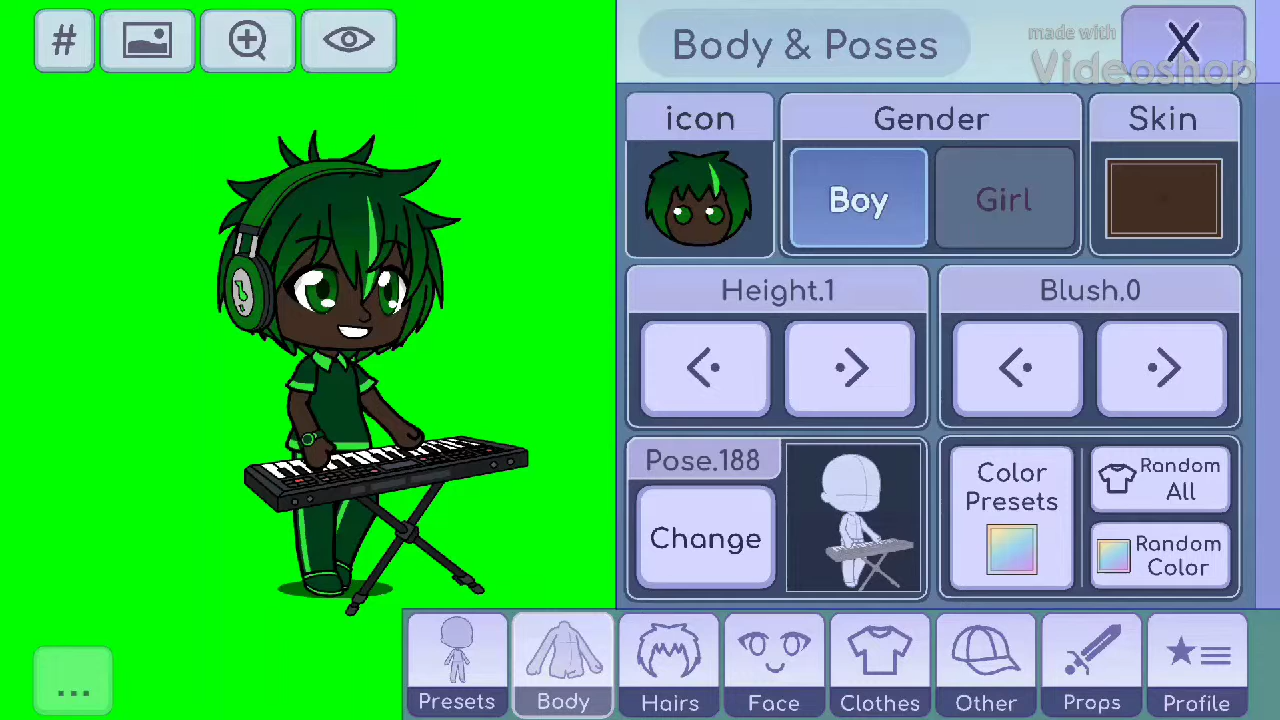 #
Body & Poses
made with
Videoshop
X
icon
Gender
Skin
Boy
Girl
Height.1
Blush.0
Pose.188
Change
Color
Presets
Random
All
Random
Color
...
Presets
Body
Hairs
Face
Clothes
Other
Props
Profile